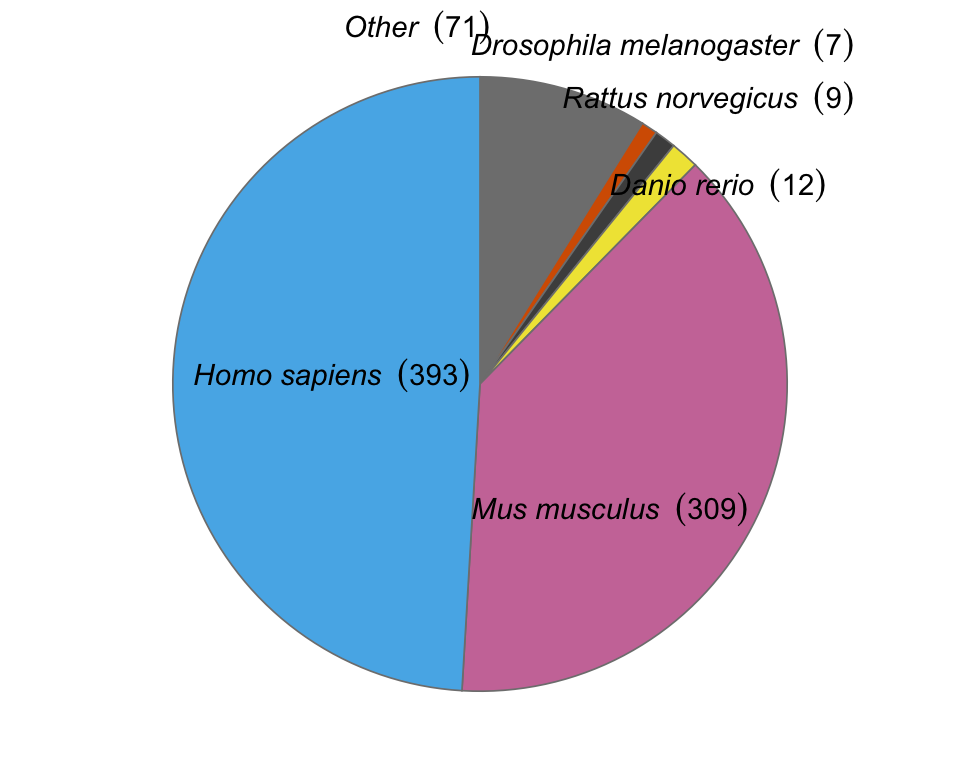 Other (71)
Drosophila melanogaster (7)
Rattus norvegicus (9)
Danio rerio (12)
Homo sapiens (393)
Mus musculus (309)